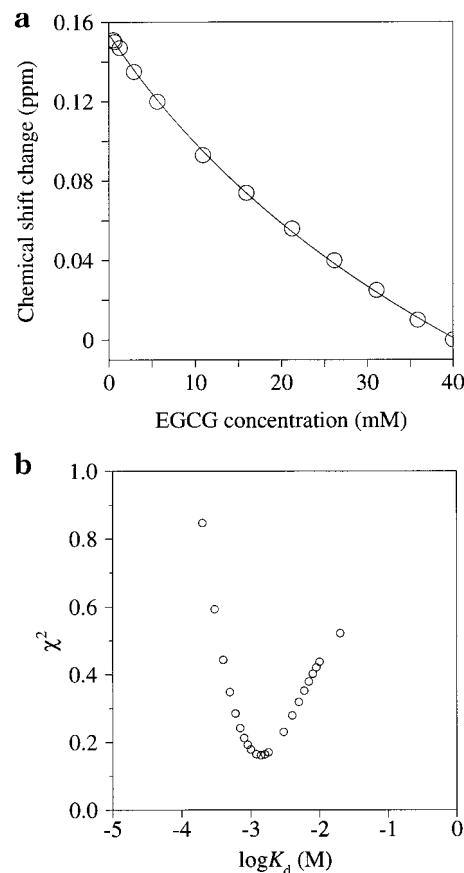 a
0.16
0.12
0.08
0.04
0
Chemical shift change (ppm)
0 10 20 30 40
EGCG concentration (mM)
b
1.0
0.8
0.6
0.4
0.2
0.0
χ²
-5 -4 -3 -2 -1 0
logKd (M)